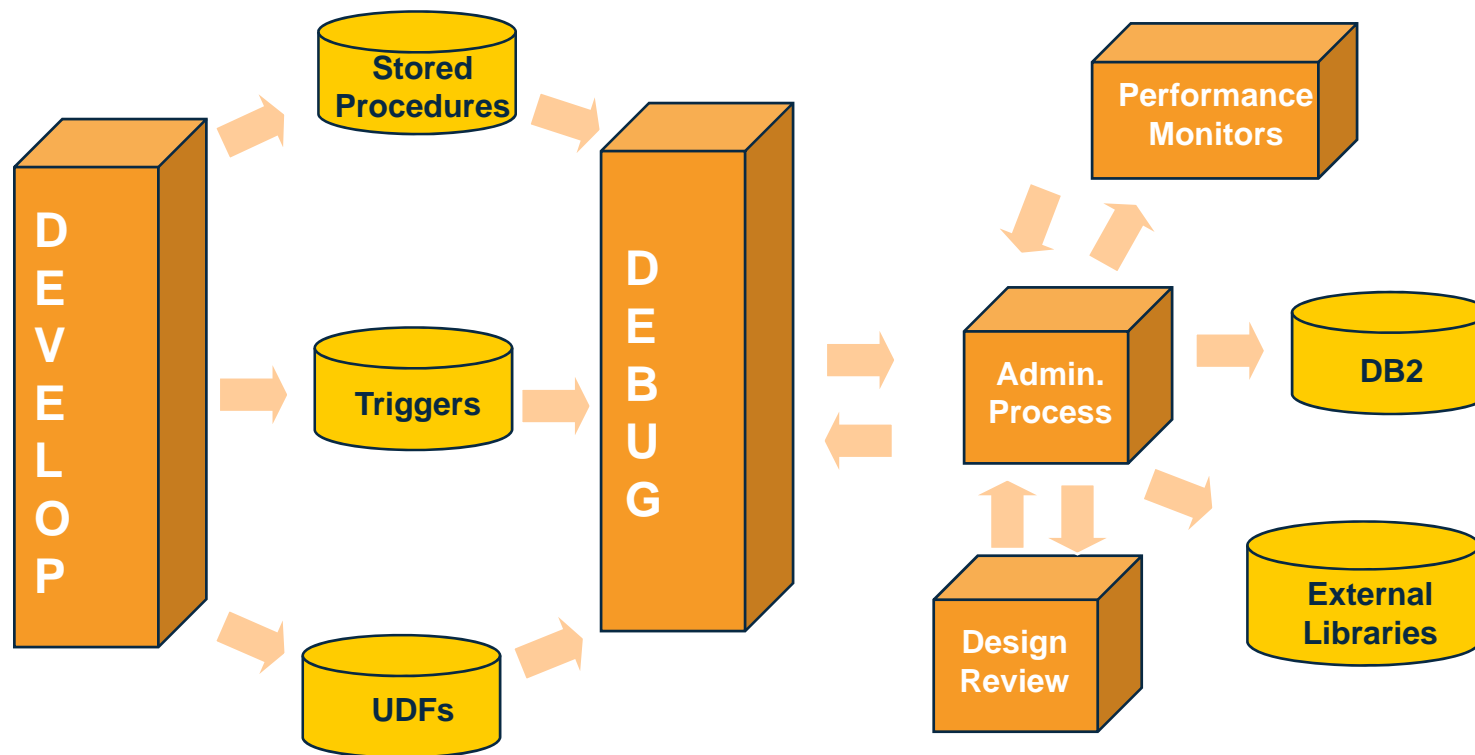 DEVELOP
Stored
Procedures
Triggers
UDFs
DEBUG
Performance
Monitors
Admin.
Process
DB2
External
Libraries
Design
Review